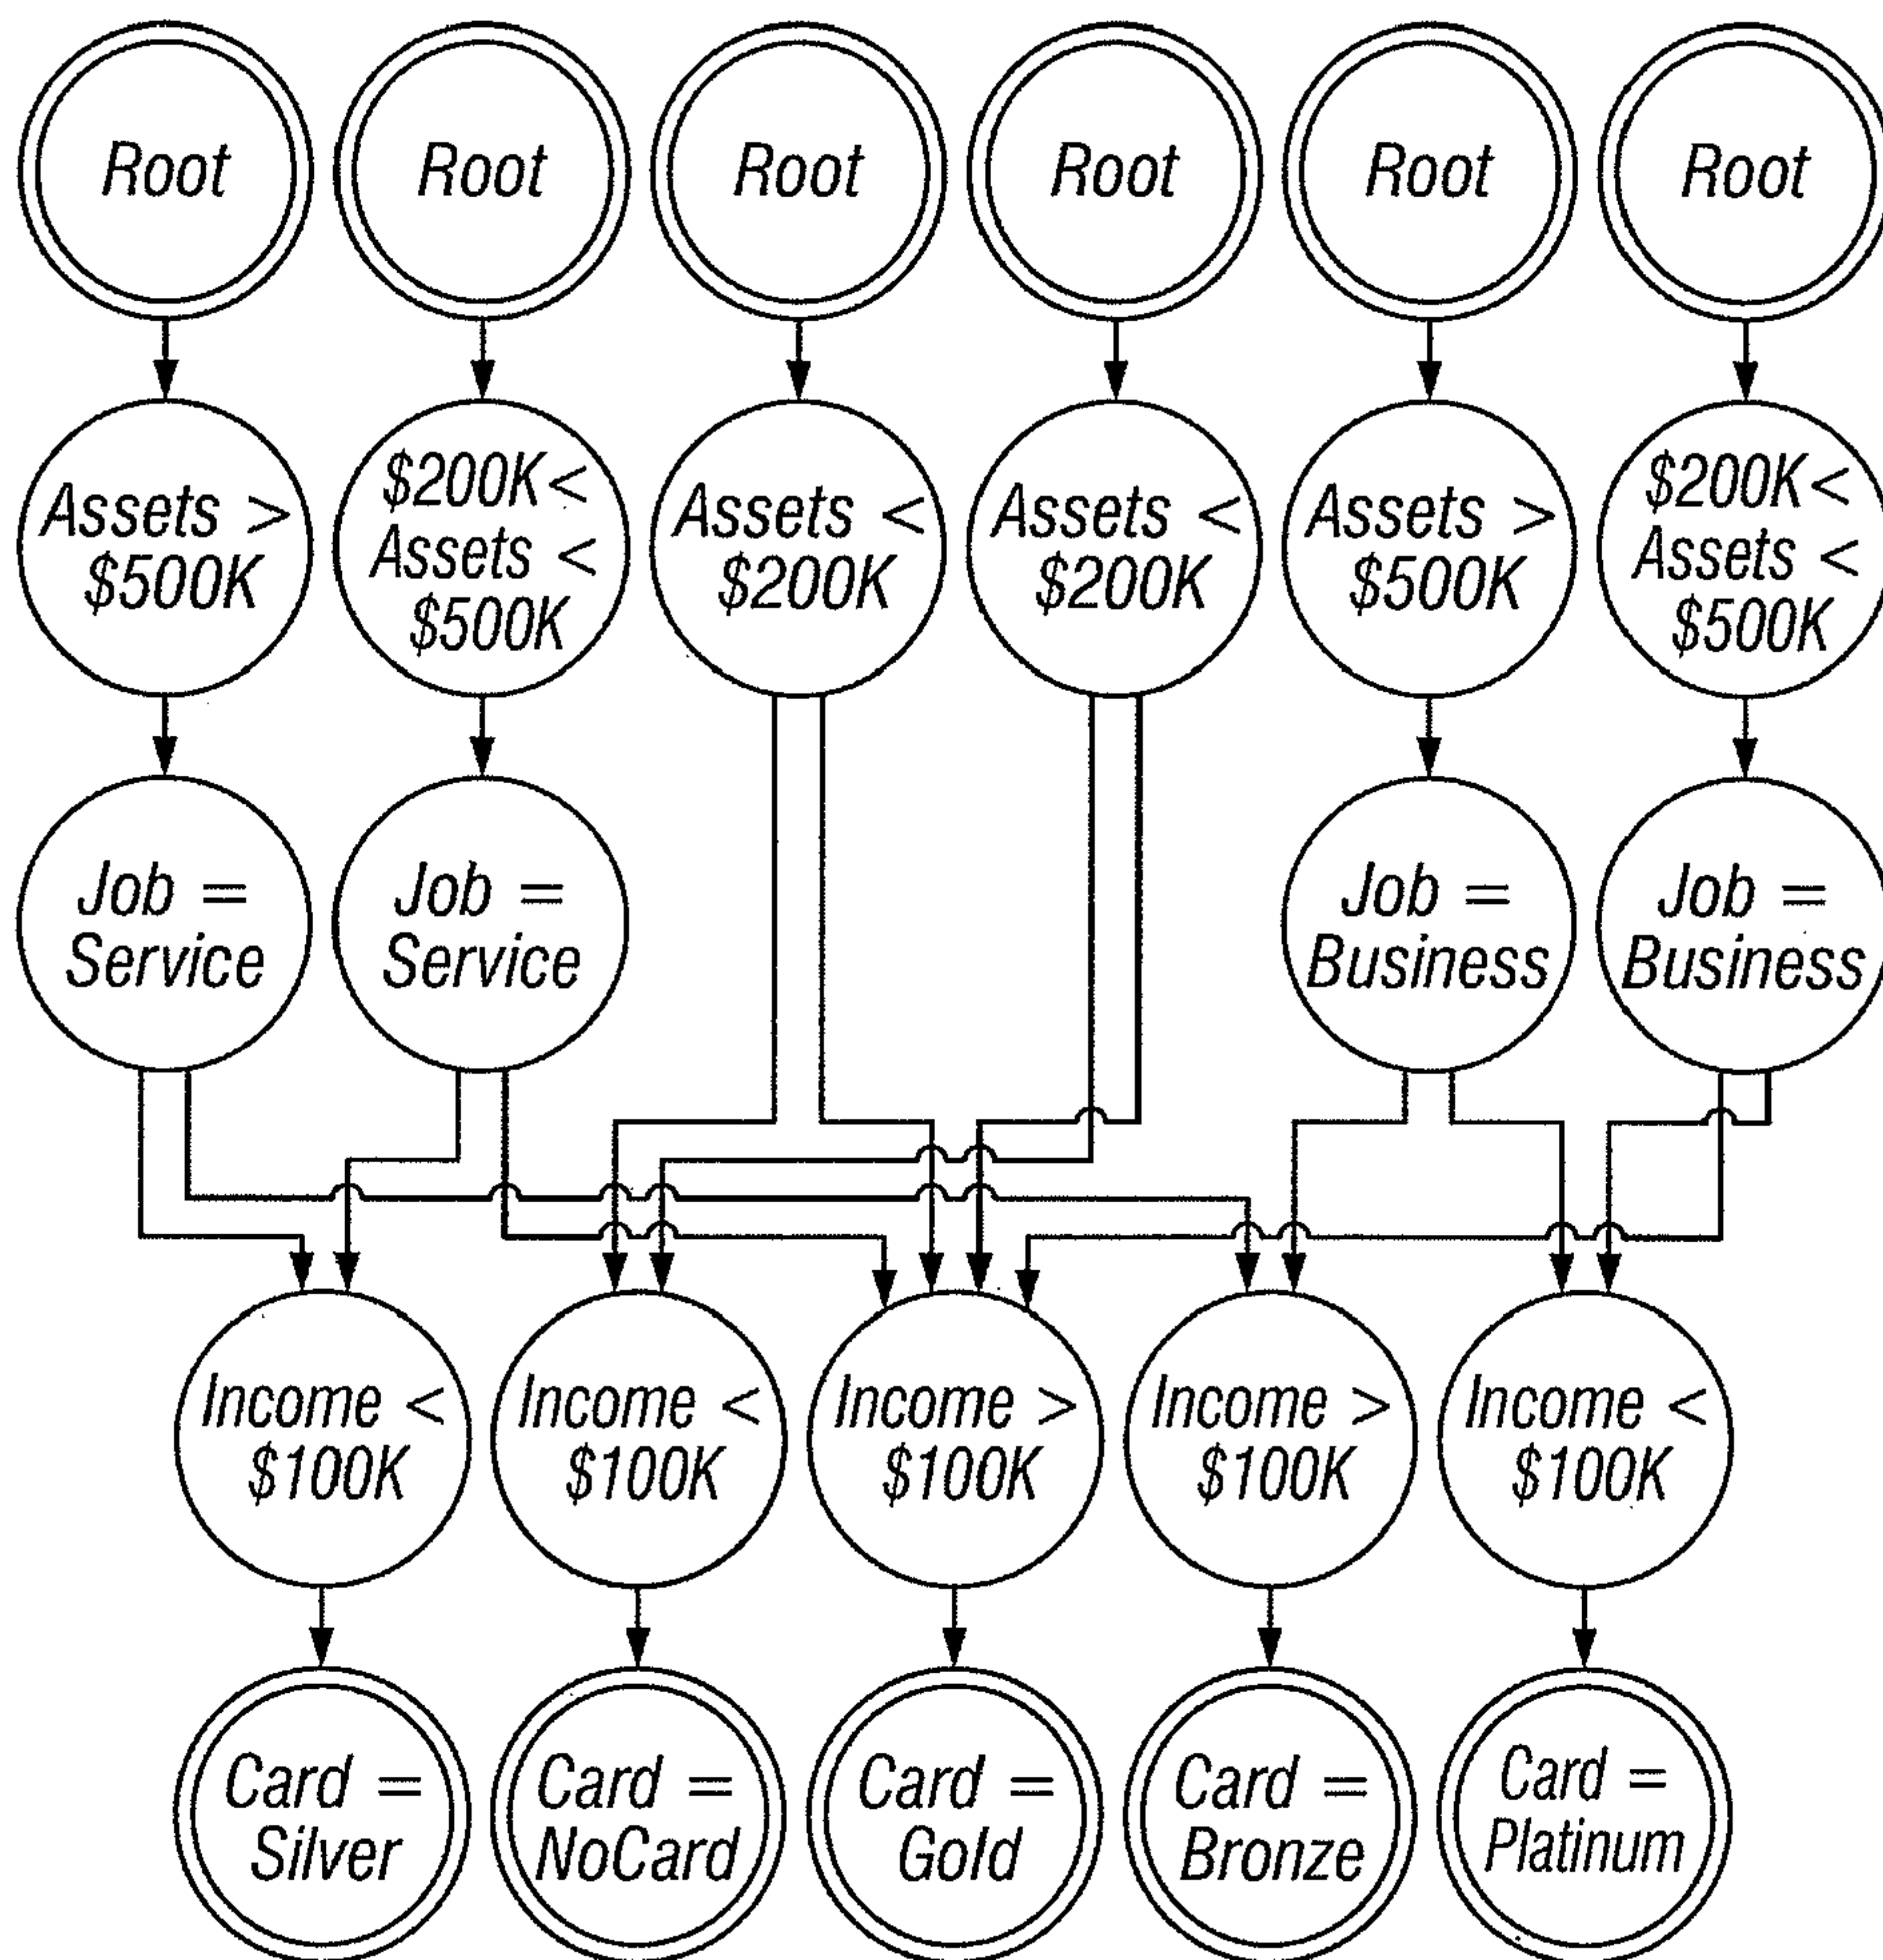 Root
Root
Root
Root
Root
Root
Assets >
$500K
$200K<
Assets <
$500K
Assets <
$200K
Assets <
$200K
Assets >
$500K
$200K<
Assets <
$500K
Job =
Service
Job =
Service
Job =
Business
Job =
Business
Income <
$100K
Income <
$100K
Income >
$100K
Income >
$100K
Income <
$100K
Card =
Silver
Card =
NoCard
Card =
Gold
Card =
Bronze
Card =
Platinum